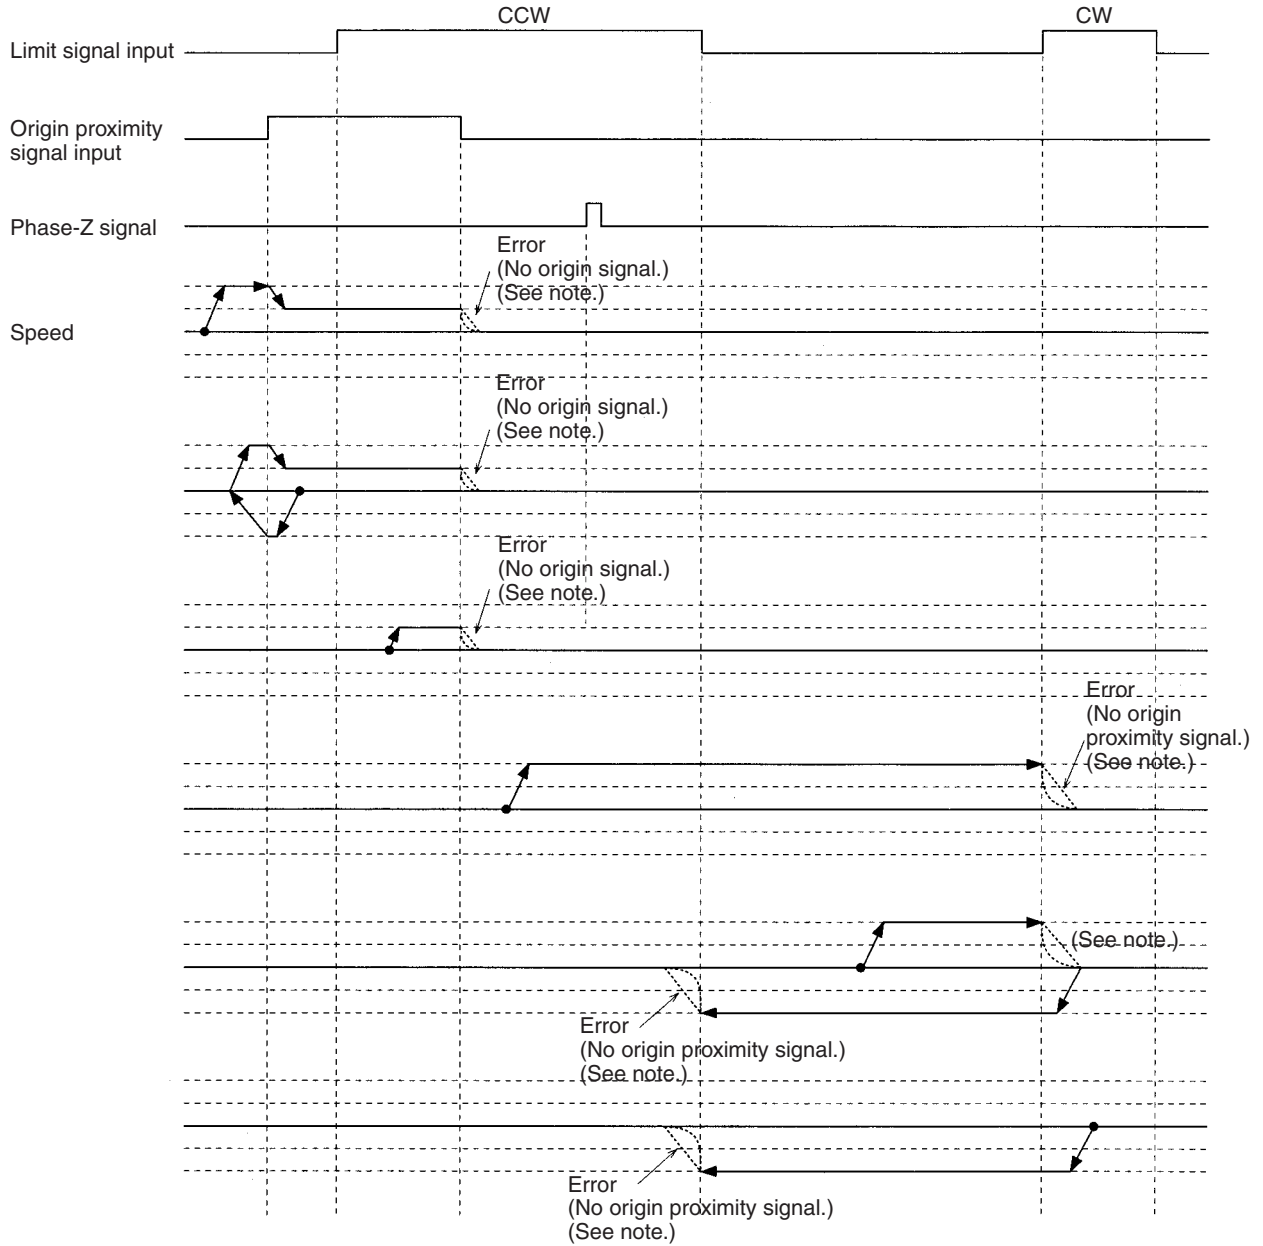 CCW
CW
Limit signal input
Origin proximity
signal input
Phase-Z signal
Error
(No origin signal.)
(See note.)
Speed
Error
(No origin signal.)
(See note.)
Error
(No origin signal.)
(See note.)
Error
(No origin
proximity signal.)
(See note.)
(See note.)
Error
(No origin proximity signal.)
(See note.)
Error
(No origin proximity signal.)
(See note.)